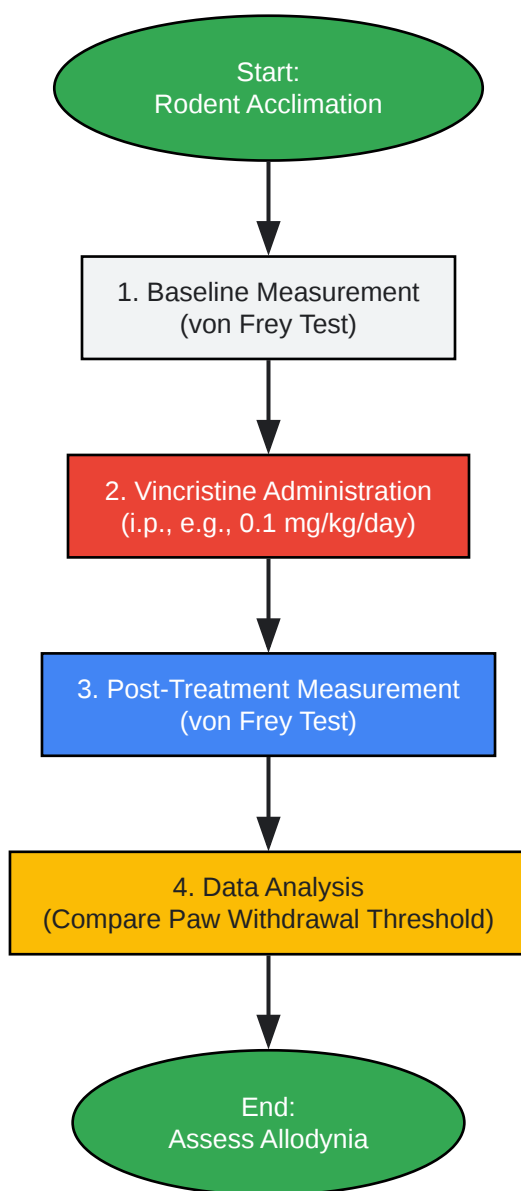 Start:
Rodent Acclimation
1. Baseline Measurement
(von Frey Test)
2. Vincristine Administration
(i.p., e.g., 0.1 mg/kg/day)
3. Post-Treatment Measurement
(von Frey Test)
4. Data Analysis
(Compare Paw Withdrawal Threshold)
End:
Assess Allodynia